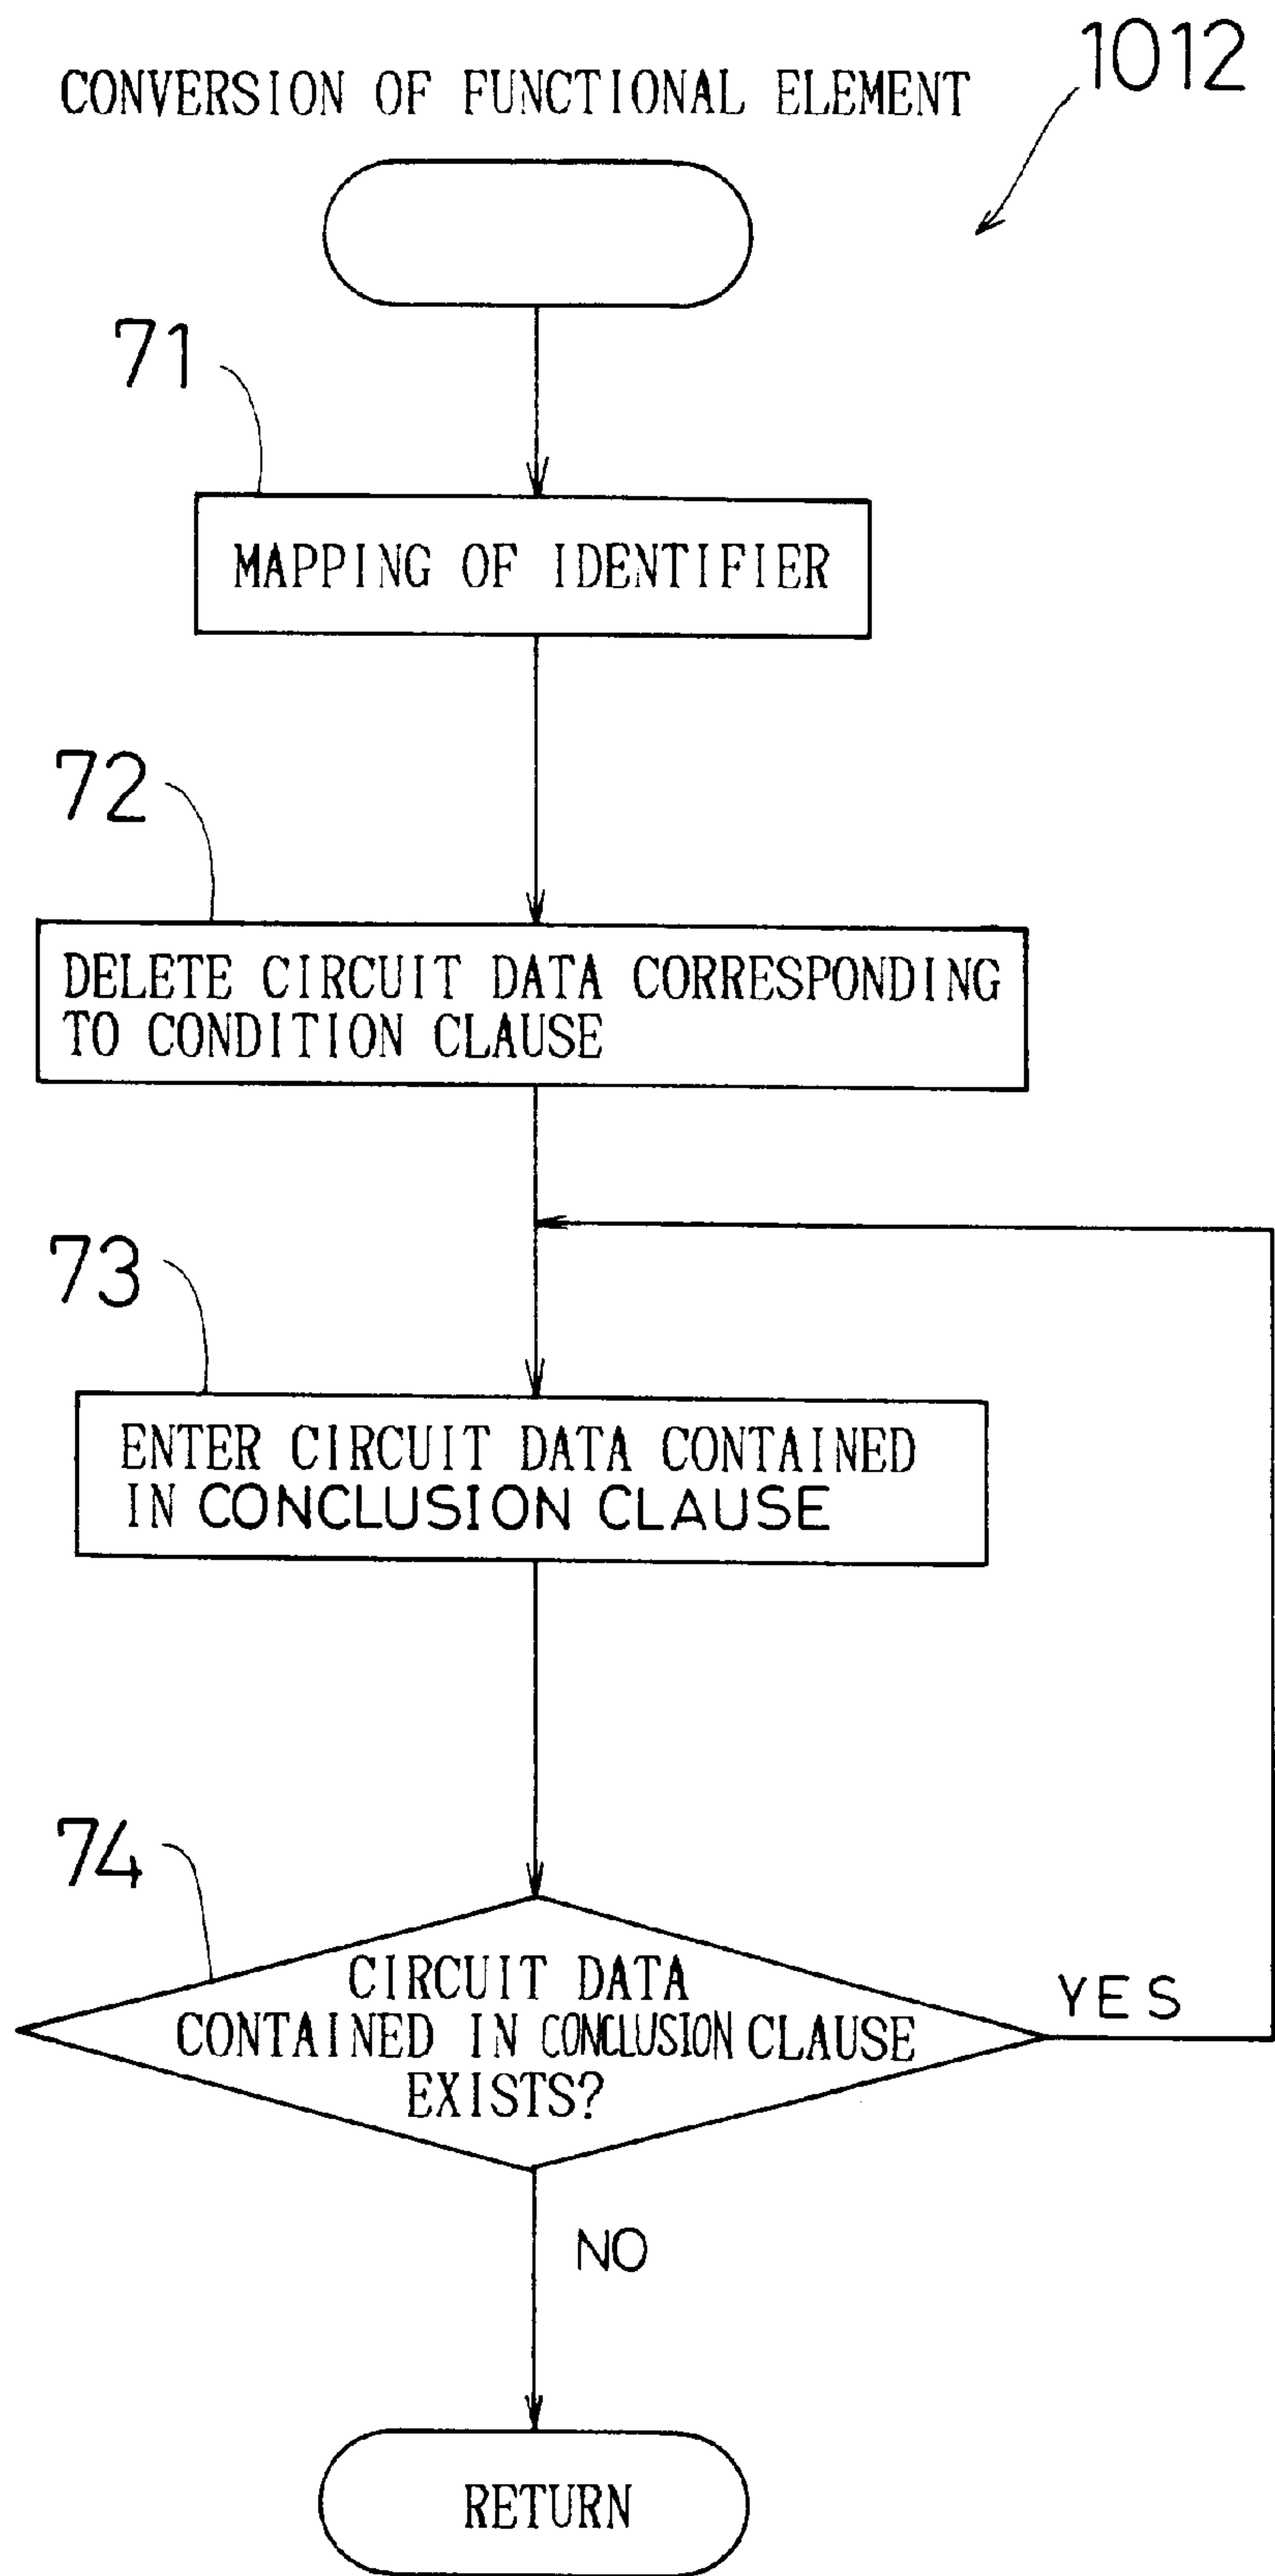 1012
CONVERSION OF FUNCTIONAL ELEMENT
71
MAPPING OF IDENTIFIER
72
DELETE CIRCUIT DATA CORRESPONDING
TO CONDITION CLAUSE
73
ENTER CIRCUIT DATA CONTAINED
IN CONCLUSION CLAUSE
74
CIRCUIT DATA
CONTAINED IN CONCLUSION CLAUSE
EXISTS?
YES
NO
RETURN